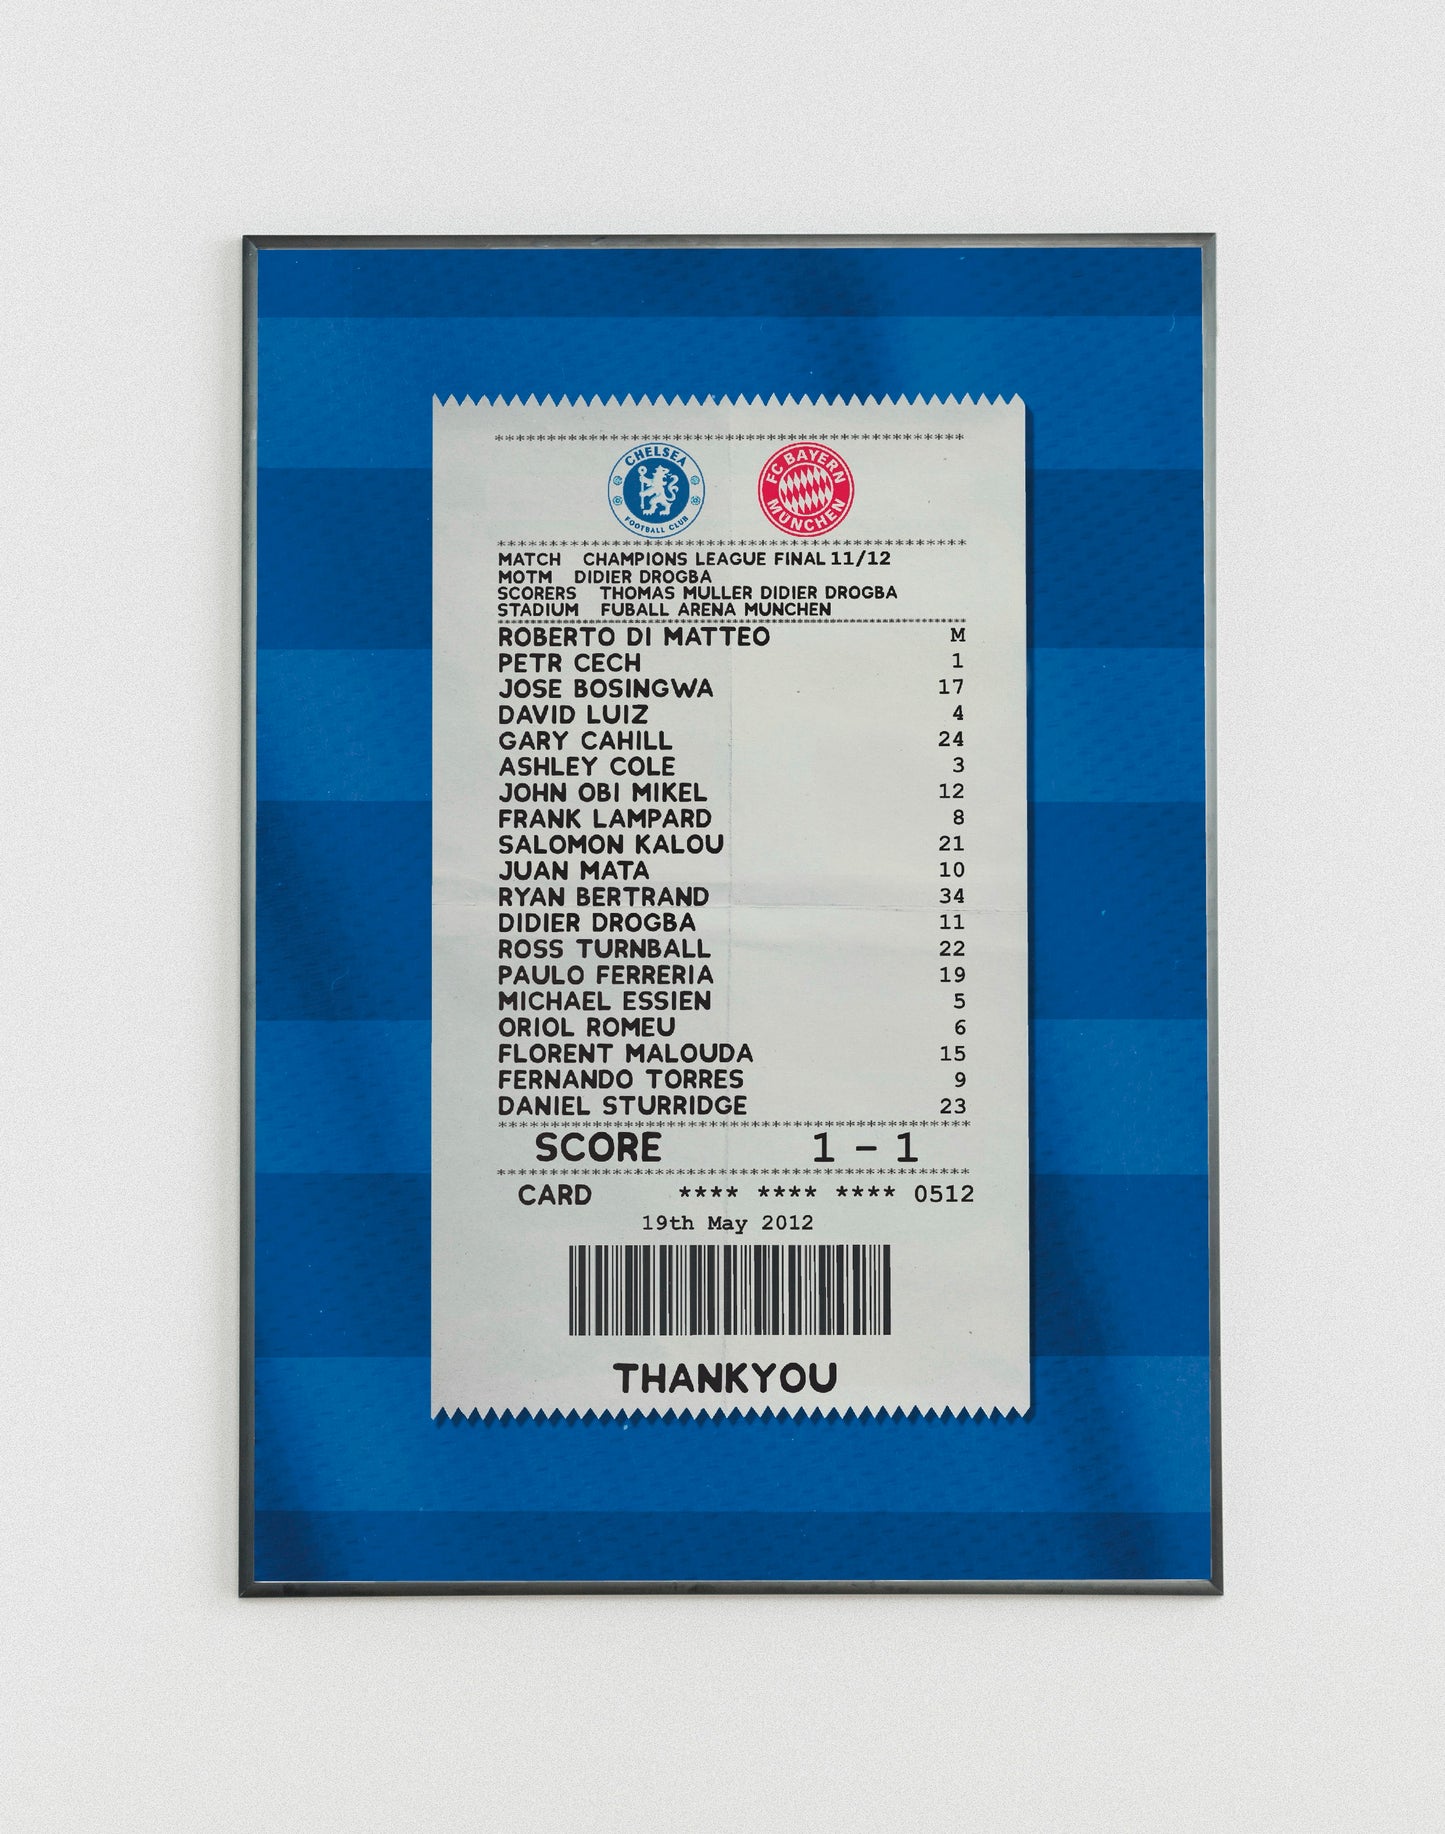 CHELSEA
FOOTBALL CLUB
FC BAYERN
MÜNCHEN
MATCH CHAMPIONS LEAGUE FINAL 11/12
MOTM DIDIER DROGBA
SCORERS THOMAS MULLER DIDIER DROGBA
STADIUM FUBALL ARENA MUNCHEN
ROBERTO DI MATTEO M
PETR CECH 1
JOSE BOSINGWA 17
DAVID LUIZ 4
GARY CAHILL 24
ASHLEY COLE 3
JOHN OBI MIKEL 12
FRANK LAMPARD 8
SALOMON KALOU 21
JUAN MATA 10
RYAN BERTRAND 34
DIDIER DROGBA 11
ROSS TURNBALL 22
PAULO FERRERIA 19
MICHAEL ESSIEN 5
ORIOL ROMEU 6
FLORENT MALOUDA 15
FERNANDO TORRES 9
DANIEL STURRIDGE 23
SCORE 1 - 1
CARD **** **** **** 0512
19th May 2012
THANKYOU